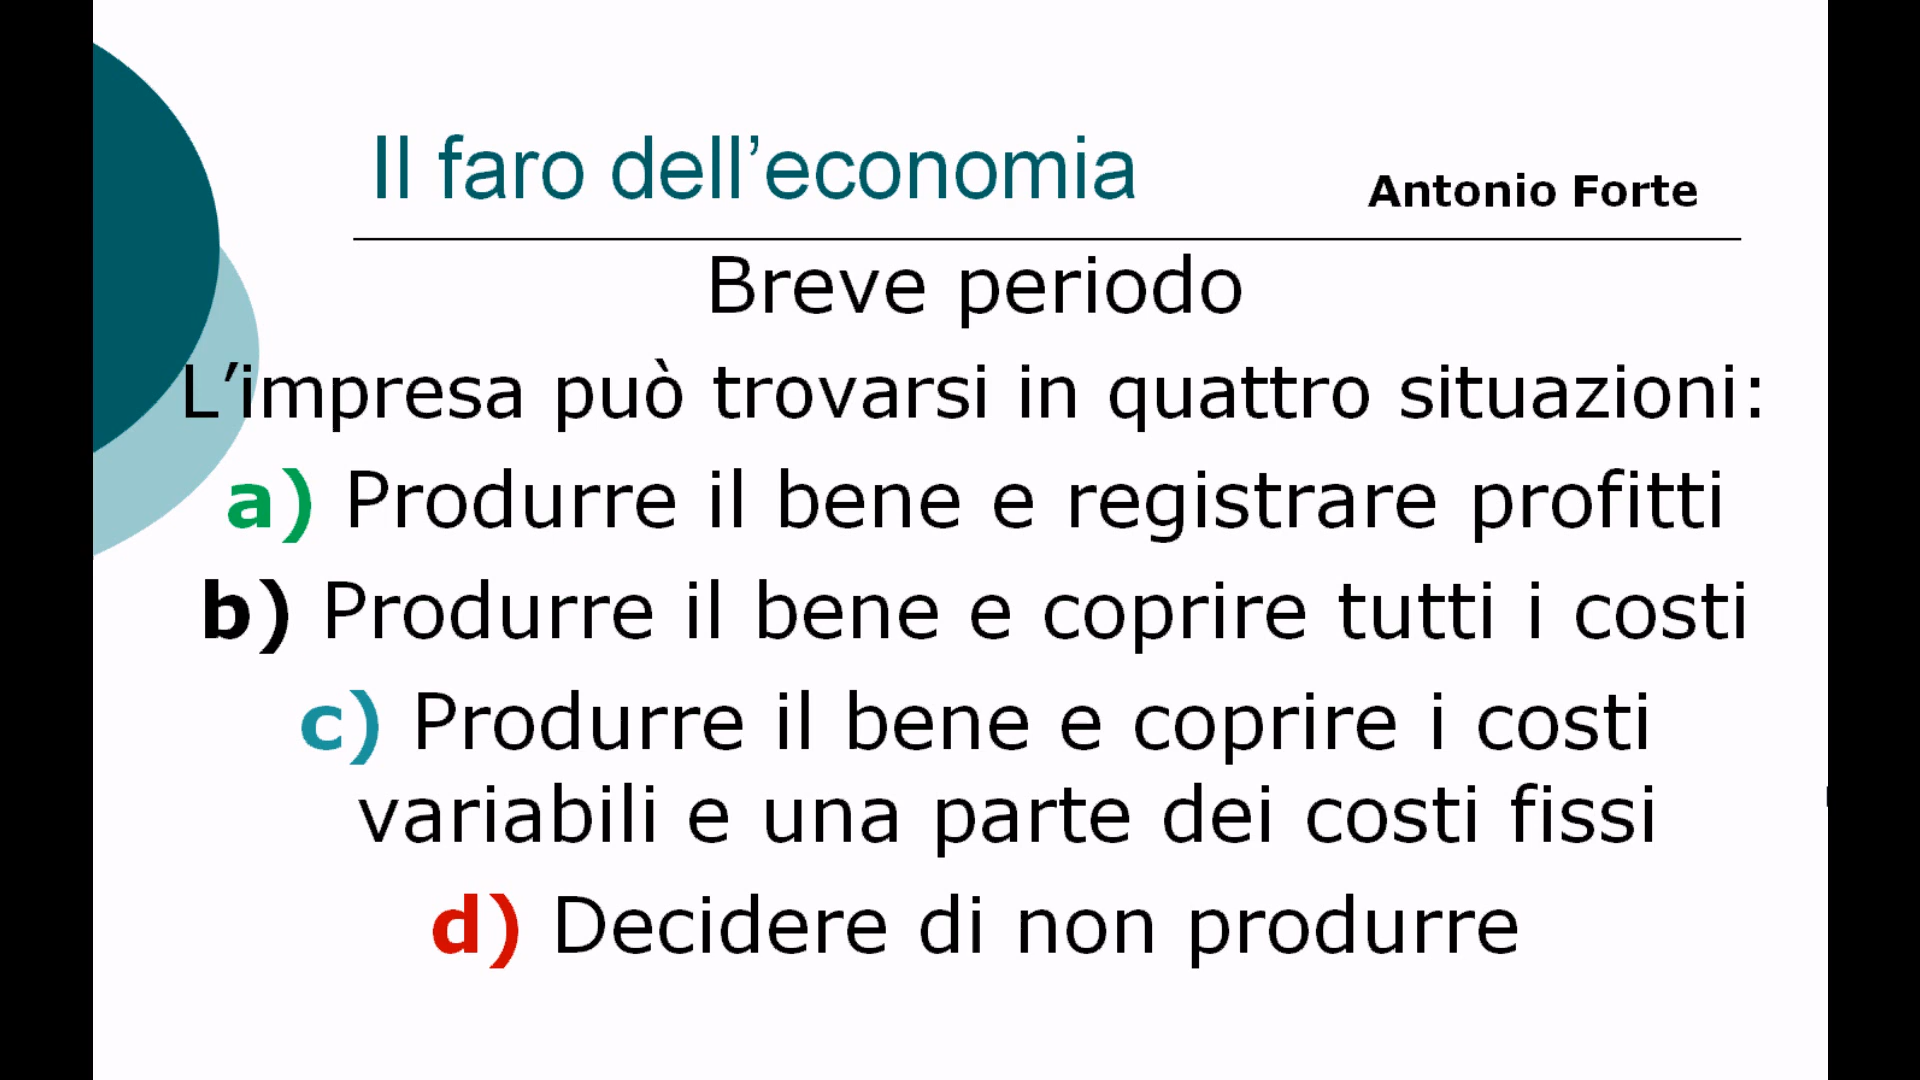 Il faro dell’economia
Antonio Forte
Breve periodo
L’impresa può trovarsi in quattro situazioni:
a) Produrre il bene e registrare profitti
b) Produrre il bene e coprire tutti i costi
c) Produrre il bene e coprire i costi
variabili e una parte dei costi fissi
d) Decidere di non produrre